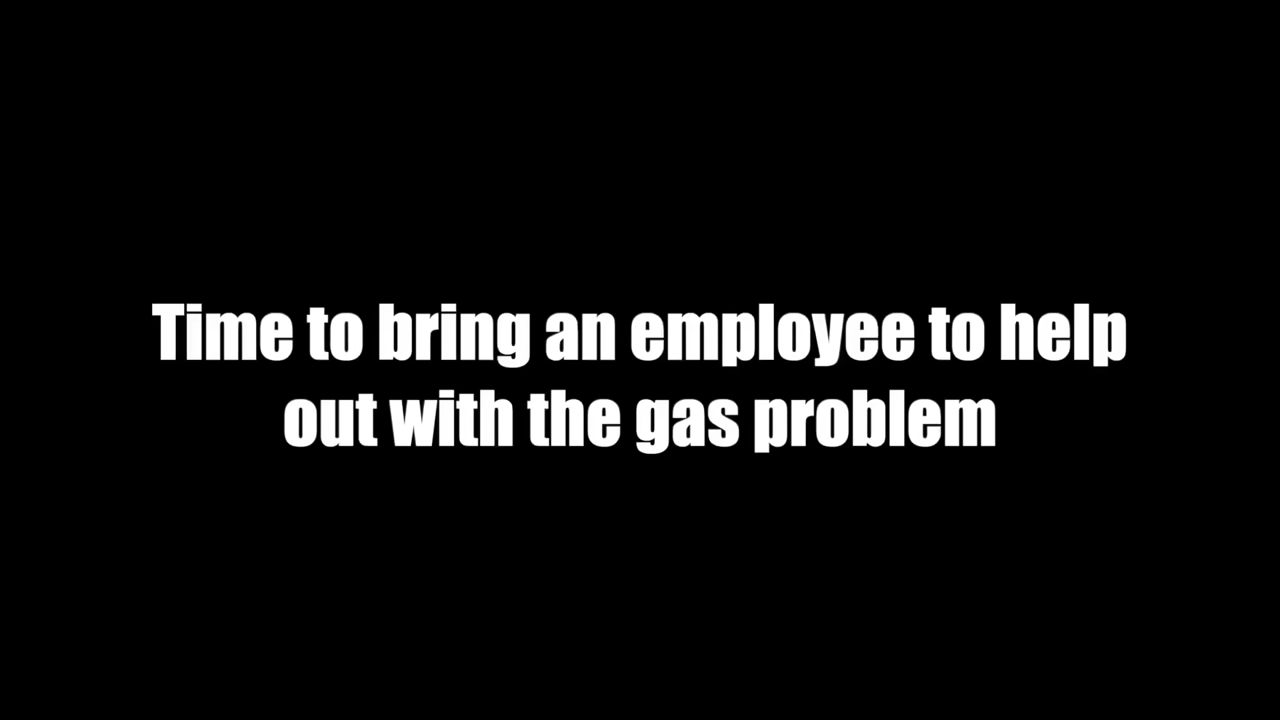 Time to bring an employee to help
out with the gas problem